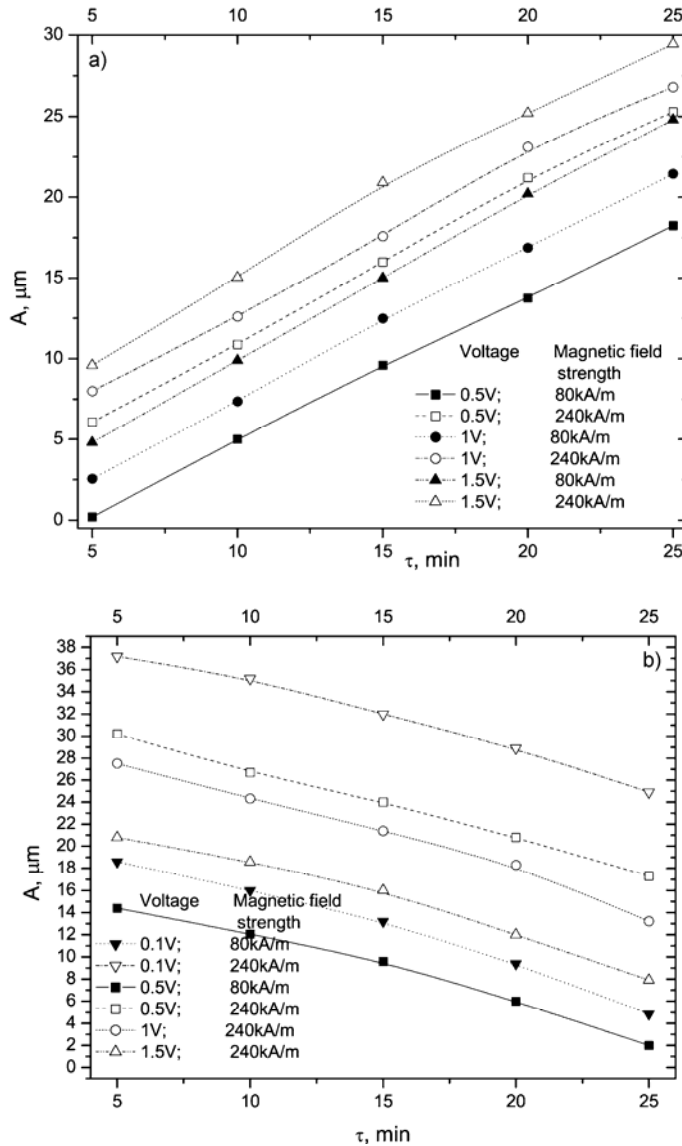 5 10 15 20 25
a)
30
25
20
15
10
5
0
A, μm
Voltage Magnetic field
strength
0.5V; 80kA/m
0.5V; 240kA/m
1V; 80kA/m
1V; 240kA/m
1.5V; 80kA/m
1.5V; 240kA/m
5 10 15 20 25
τ, min
5 10 15 20 25
b)
38
36
34
32
30
28
26
24
22
20
18
16
14
12
10
8
6
4
2
0
A, μm
Voltage Magnetic field
strength
0.1V; 80kA/m
0.1V; 240kA/m
0.5V; 80kA/m
0.5V; 240kA/m
1V; 240kA/m
1.5V; 240kA/m
5 10 15 20 25
τ, min